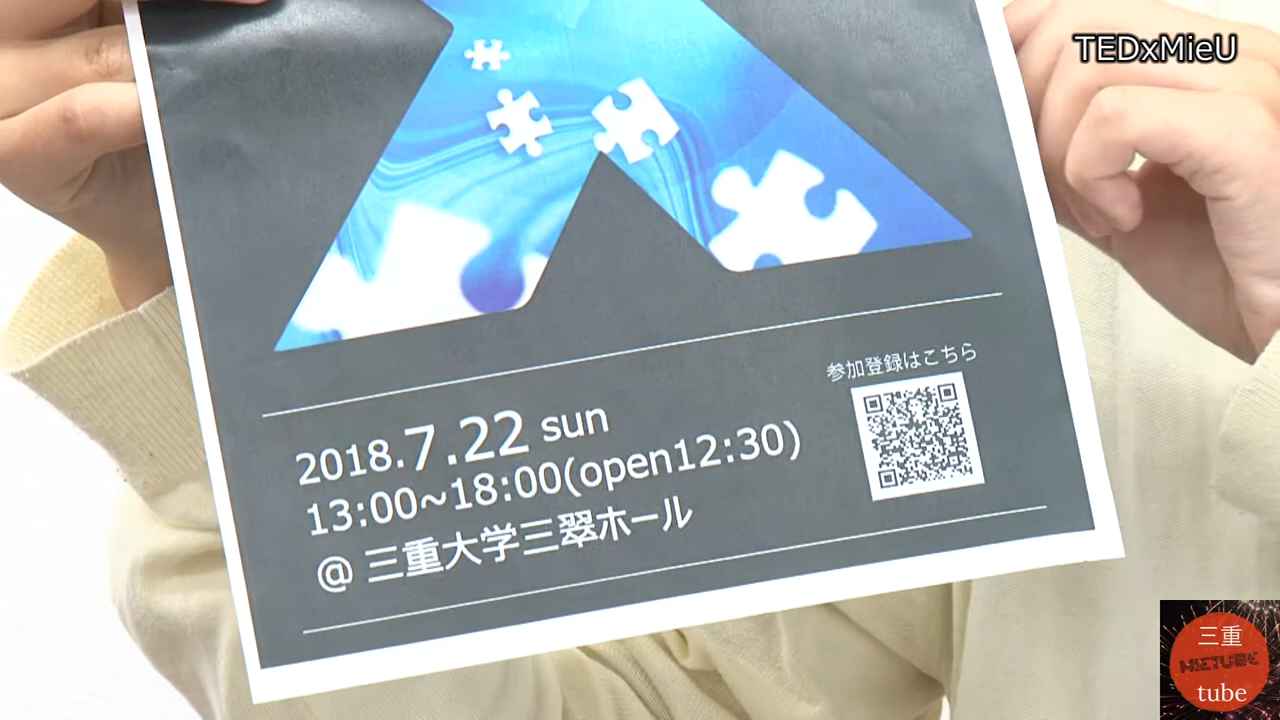 TEDxMieU
参加登録はこちら
2018.7.22 sun
13:00~18:00(open12:30)
@ 三重大学三翠ホール
三重
MIETUBE
tube